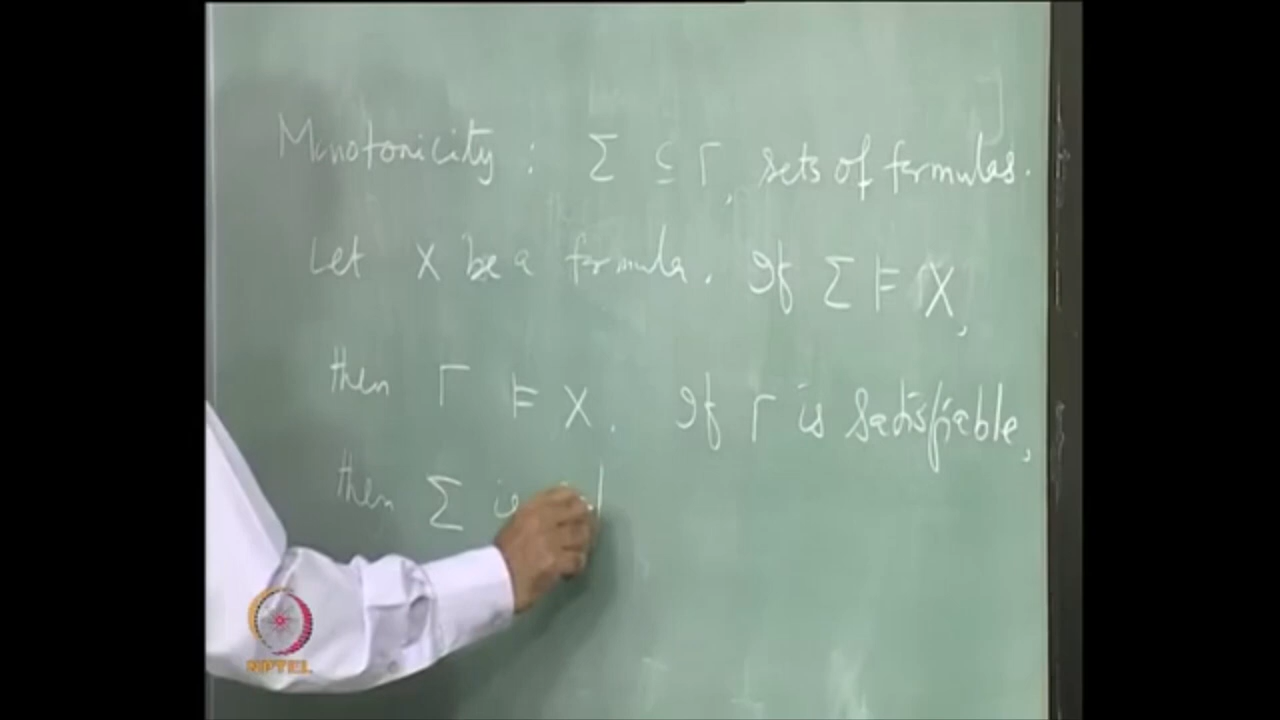 Monotonicity : Σ ⊆ Γ, sets of formulas.
Let X be a formula. If Σ ⊨ X,
then Γ ⊨ X. If Γ is satisfiable,
then Σ is
NPTEL